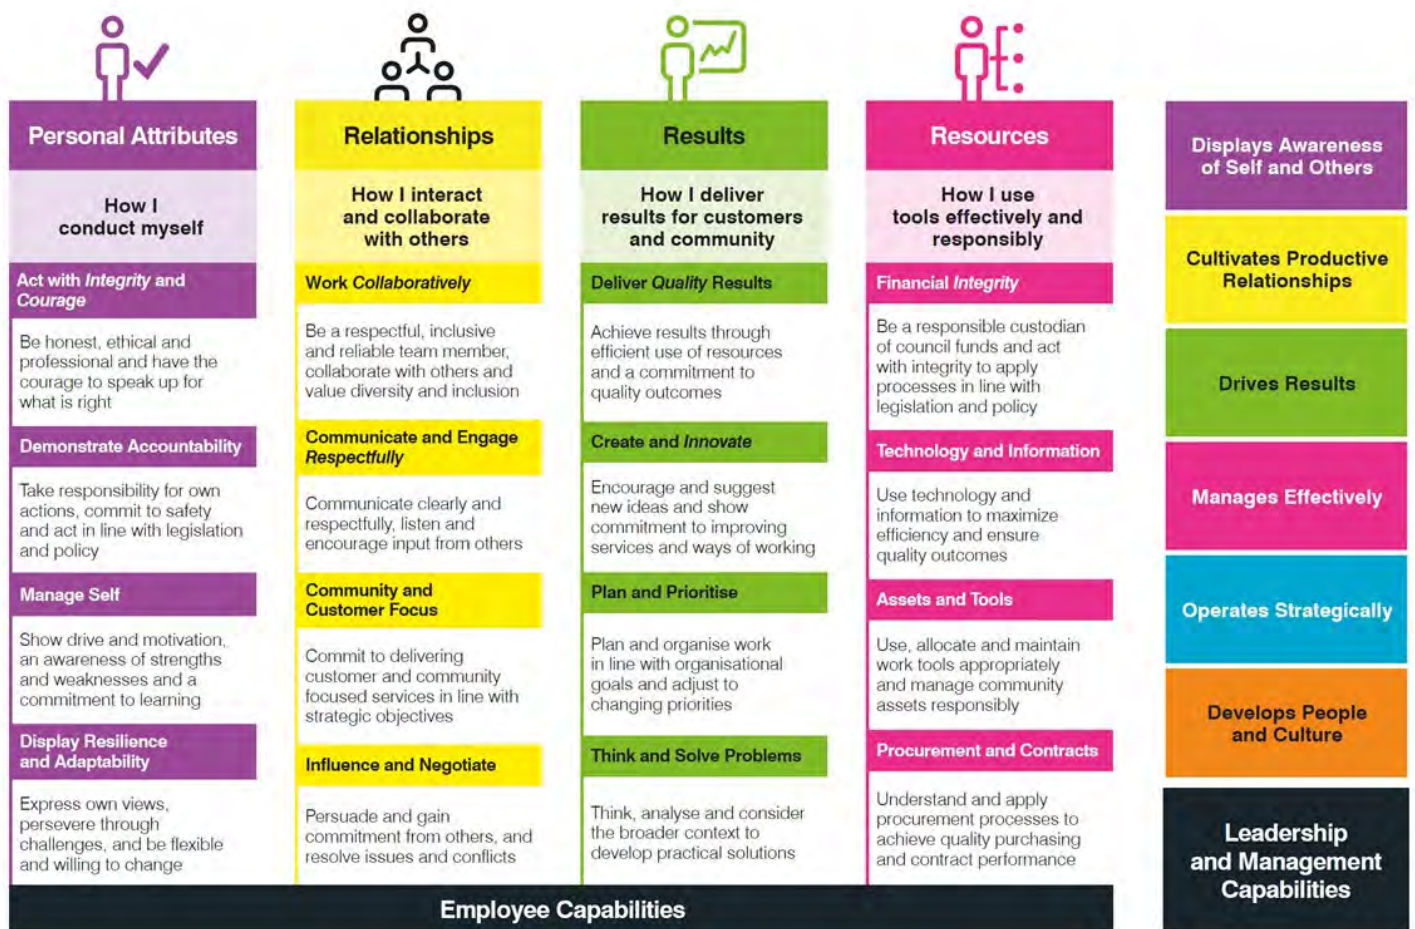 Personal Attributes
How I
conduct myself
Act with Integrity and
Courage
Be honest, ethical and
professional and have the
courage to speak up for
what is right
Demonstrate Accountability
Take responsibility for own
actions, commit to safety
and act in line with legislation
and policy
Manage Self
Show drive and motivation,
an awareness of strengths
and weaknesses and a
commitment to learning
Display Resilience
and Adaptability
Express own views,
persevere through
challenges, and be flexible
and willing to change
Relationships
How I interact
and collaborate
with others
Work Collaboratively
Be a respectful, inclusive
and reliable team member,
collaborate with others and
value diversity and inclusion
Communicate and Engage
Respectfully
Communicate clearly and
respectfully, listen and
encourage input from others
Community and
Customer Focus
Commit to delivering
customer and community
focused services in line with
strategic objectives
Influence and Negotiate
Persuade and gain
commitment from others, and
resolve issues and conflicts
Results
How I deliver
results for customers
and community
Deliver Quality Results
Achieve results through
efficient use of resources
and a commitment to
quality outcomes
Create and Innovate
Encourage and suggest
new ideas and show
commitment to improving
services and ways of working
Plan and Prioritise
Plan and organise work
in line with organisational
goals and adjust to
changing priorities
Think and Solve Problems
Think, analyse and consider
the broader context to
develop practical solutions
Resources
How I use
tools effectively and
responsibly
Financial Integrity
Be a responsible custodian
of council funds and act
with integrity to apply
processes in line with
legislation and policy
Technology and Information
Use technology and
information to maximize
efficiency and ensure
quality outcomes
Assets and Tools
Use, allocate and maintain
work tools appropriately
and manage community
assets responsibly
Procurement and Contracts
Understand and apply
procurement processes to
achieve quality purchasing
and contract performance
Employee Capabilities
Displays Awareness
of Self and Others
Cultivates Productive
Relationships
Drives Results
Manages Effectively
Operates Strategically
Develops People
and Culture
Leadership
and Management
Capabilities